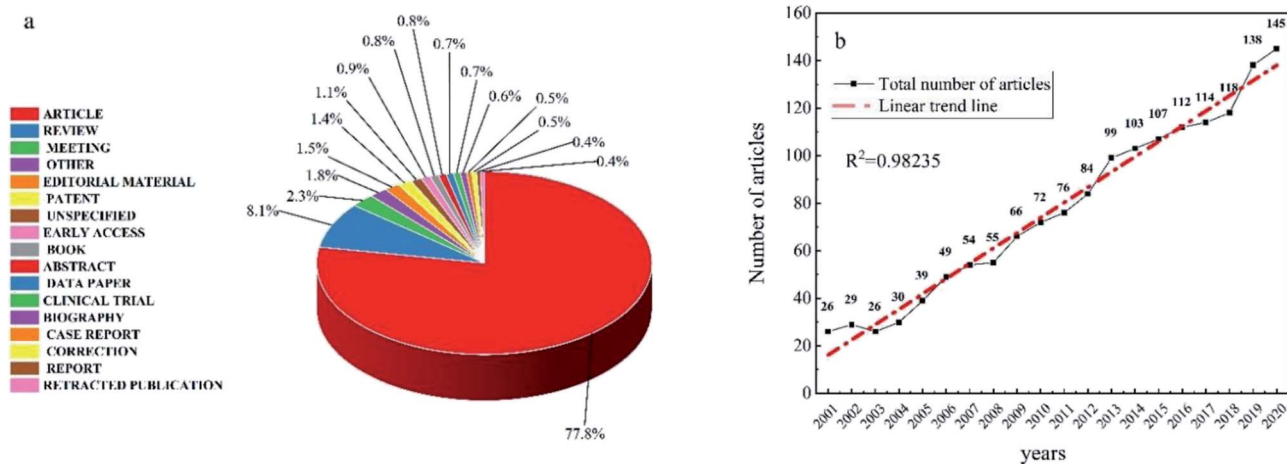 a
ARTICLE
REVIEW
MEETING
OTHER
EDITORIAL MATERIAL
PATENT
UNSPECIFIED
EARLY ACCESS
BOOK
ABSTRACT
DATA PAPER
CLINICAL TRIAL
BIOGRAPHY
CASE REPORT
CORRECTION
REPORT
RETRACTED PUBLICATION
77.8%
8.1%
2.3%
1.8%
1.5%
1.4%
1.1%
0.9%
0.8%
0.8%
0.7%
0.7%
0.6%
0.5%
0.5%
0.4%
0.4%
b
Total number of articles
Linear trend line
R²=0.98235
Number of articles
160
140
120
100
80
60
40
20
0
26
29
26
30
39
49
54
55
66
72
76
84
99
103
107
112
114
118
138
145
2001
2002
2003
2004
2005
2006
2007
2008
2009
2010
2011
2012
2013
2014
2015
2016
2017
2018
2019
2020
years